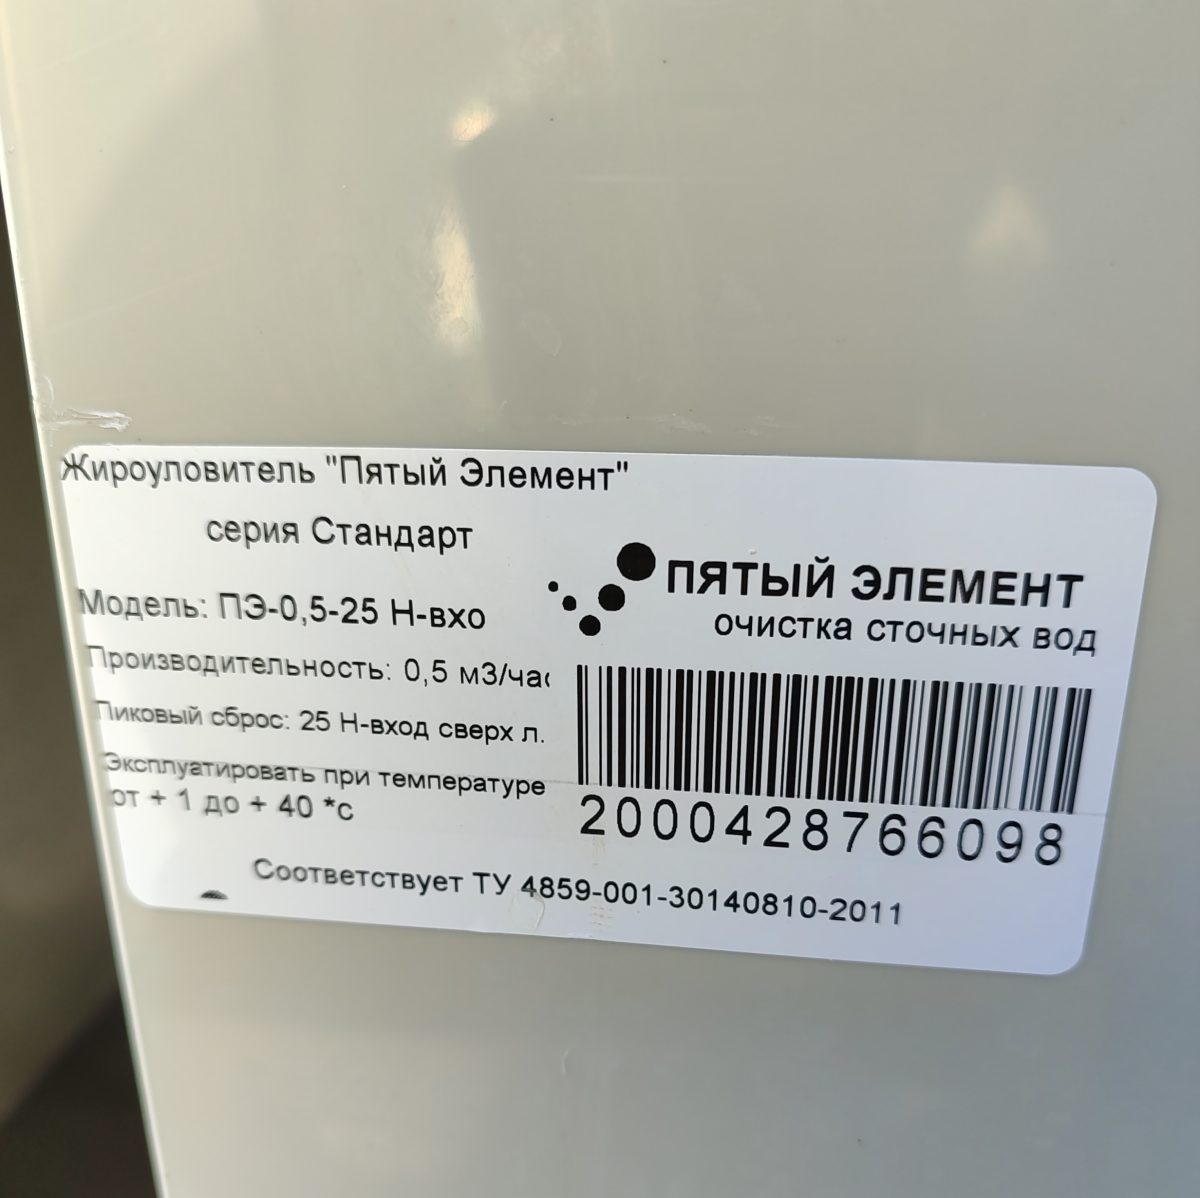 Жироуловитель "Пятый Элемент"
серия Стандарт
Модель: ПЭ-0,5-25 Н-вхо
Производительность: 0,5 м3/час
Пиковый сброс: 25 Н-вход сверх л.
Эксплуатировать при температуре
от + 1 до + 40 *с
ПЯТЫЙ ЭЛЕМЕНТ
очистка сточных вод
2000428766098
Соответствует ТУ 4859-001-30140810-2011